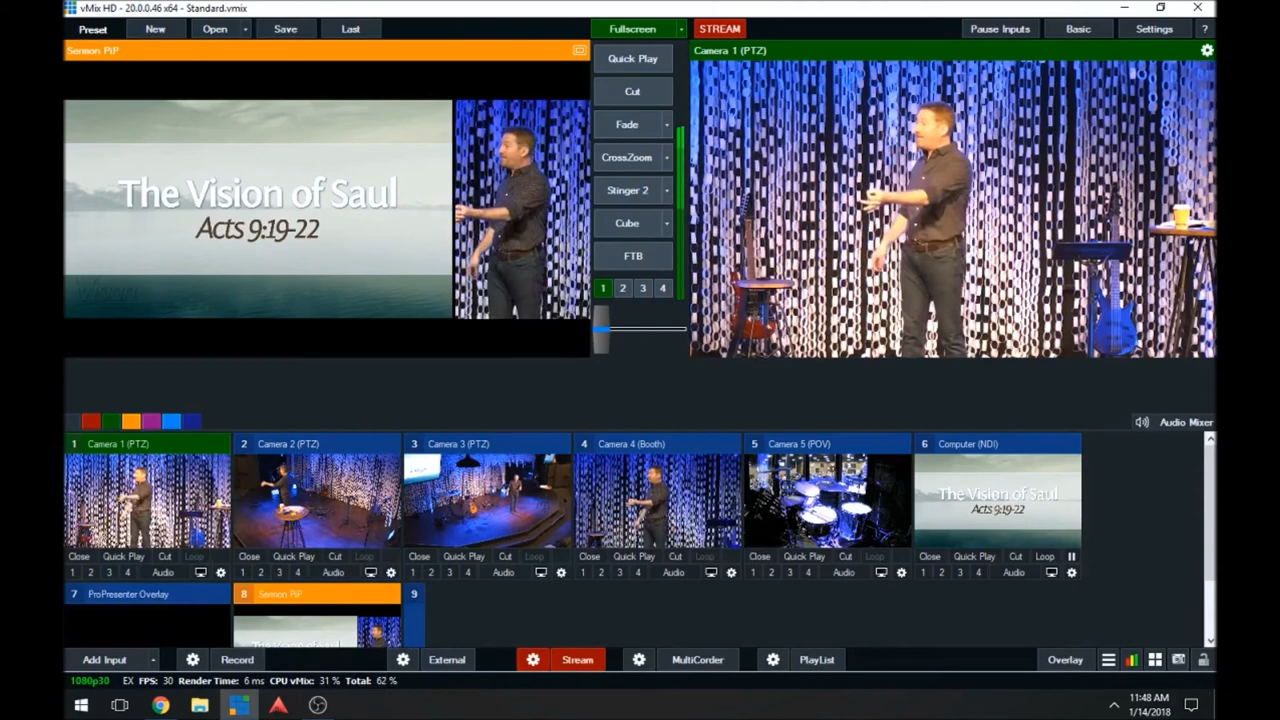 vMix HD - 20.0.0.46 x64 - Standard.vmix
Preset New Open Save Last Fullscreen STREAM Pause Inputs Basic Settings ?
Sermon PiP
Camera 1 (PTZ)
Quick Play
Cut
Fade
CrossZoom
Stinger 2
Cube
FTB
1 2 3 4
The Vision of Saul
Acts 9:19-22
Audio Mixer
1 Camera 1 (PTZ) 2 Camera 2 (PTZ) 3 Camera 3 (PTZ) 4 Camera 4 (Booth) 5 Camera 5 (POV) 6 Computer (NDI)
The Vision of Saul
Acts 9:19-22
Close Quick Play Cut Loop Close Quick Play Cut Loop Close Quick Play Cut Loop Close Quick Play Cut Loop Close Quick Play Cut Loop Close Quick Play Cut Loop
1 2 3 4 Audio 1 2 3 4 Audio 1 2 3 4 Audio 1 2 3 4 Audio 1 2 3 4 Audio 1 2 3 4 Audio
7 ProPresenter Overlay 8 Sermon PiP 9
Add Input Record External Stream MultiCorder PlayList Overlay
1080p30 EX FPS: 30 Render Time: 6 ms CPU vMix: 31 % Total: 62 %
11:48 AM
1/14/2018